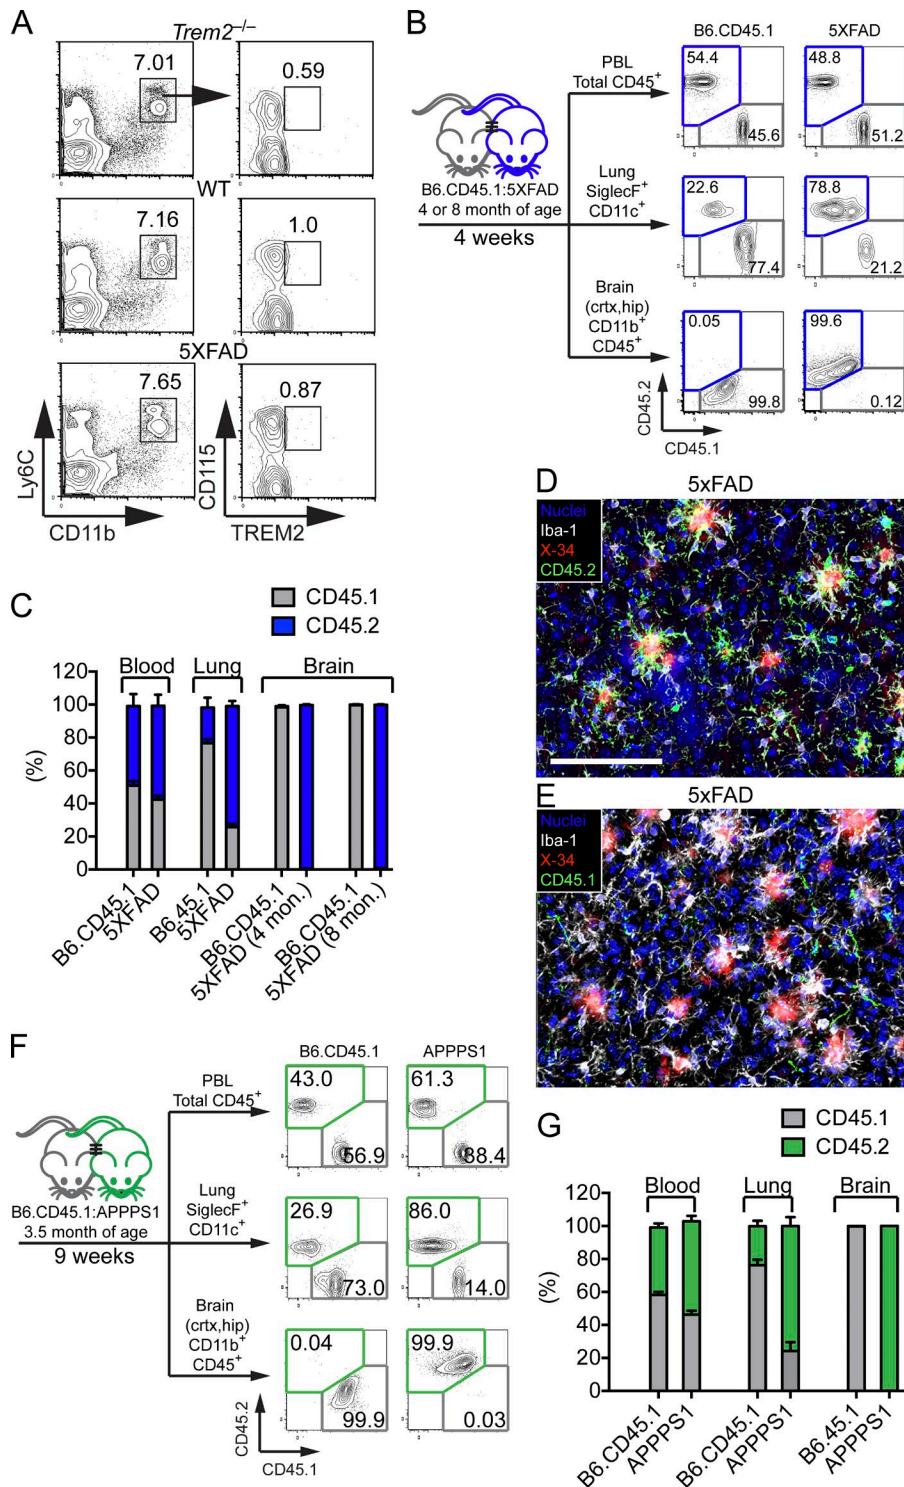 A
Trem2–/–
7.01
0.59
WT
7.16
1.0
5XFAD
7.65
0.87
Ly6C
CD115
CD11b
TREM2
B
B6.CD45.1
5XFAD
PBL
Total CD45+
54.4
45.6
48.8
51.2
B6.CD45.1:5XFAD
4 or 8 month of age
4 weeks
Lung
SiglecF+
CD11c+
22.6
77.4
78.8
21.2
Brain
(crtx,hip)
CD11b+
CD45+
0.05
99.8
99.6
0.12
CD45.2
CD45.1
C
CD45.1
CD45.2
Blood
Lung
Brain
120
100
80
60
40
20
0
(%)
B6.CD45.1
5XFAD
B6.45.1
5XFAD
B6.CD45.1
5XFAD (4 mon.)
B6.CD45.1
5XFAD (8 mon.)
D
5xFAD
Nuclei
Iba-1
X-34
CD45.2
E
5xFAD
Nuclei
Iba-1
X-34
CD45.1
F
B6.CD45.1
APPPS1
PBL
Total CD45+
43.0
56.9
61.3
38.4
B6.CD45.1:APPPS1
3.5 month of age
9 weeks
Lung
SiglecF+
CD11c+
26.9
73.0
86.0
14.0
Brain
(crtx,hip)
CD11b+
CD45+
0.04
99.9
99.9
0.03
CD45.2
CD45.1
G
CD45.1
CD45.2
Blood
Lung
Brain
120
100
80
60
40
20
0
(%)
B6.CD45.1
APPPS1
B6.CD45.1
APPPS1
B6.45.1
APPPS1